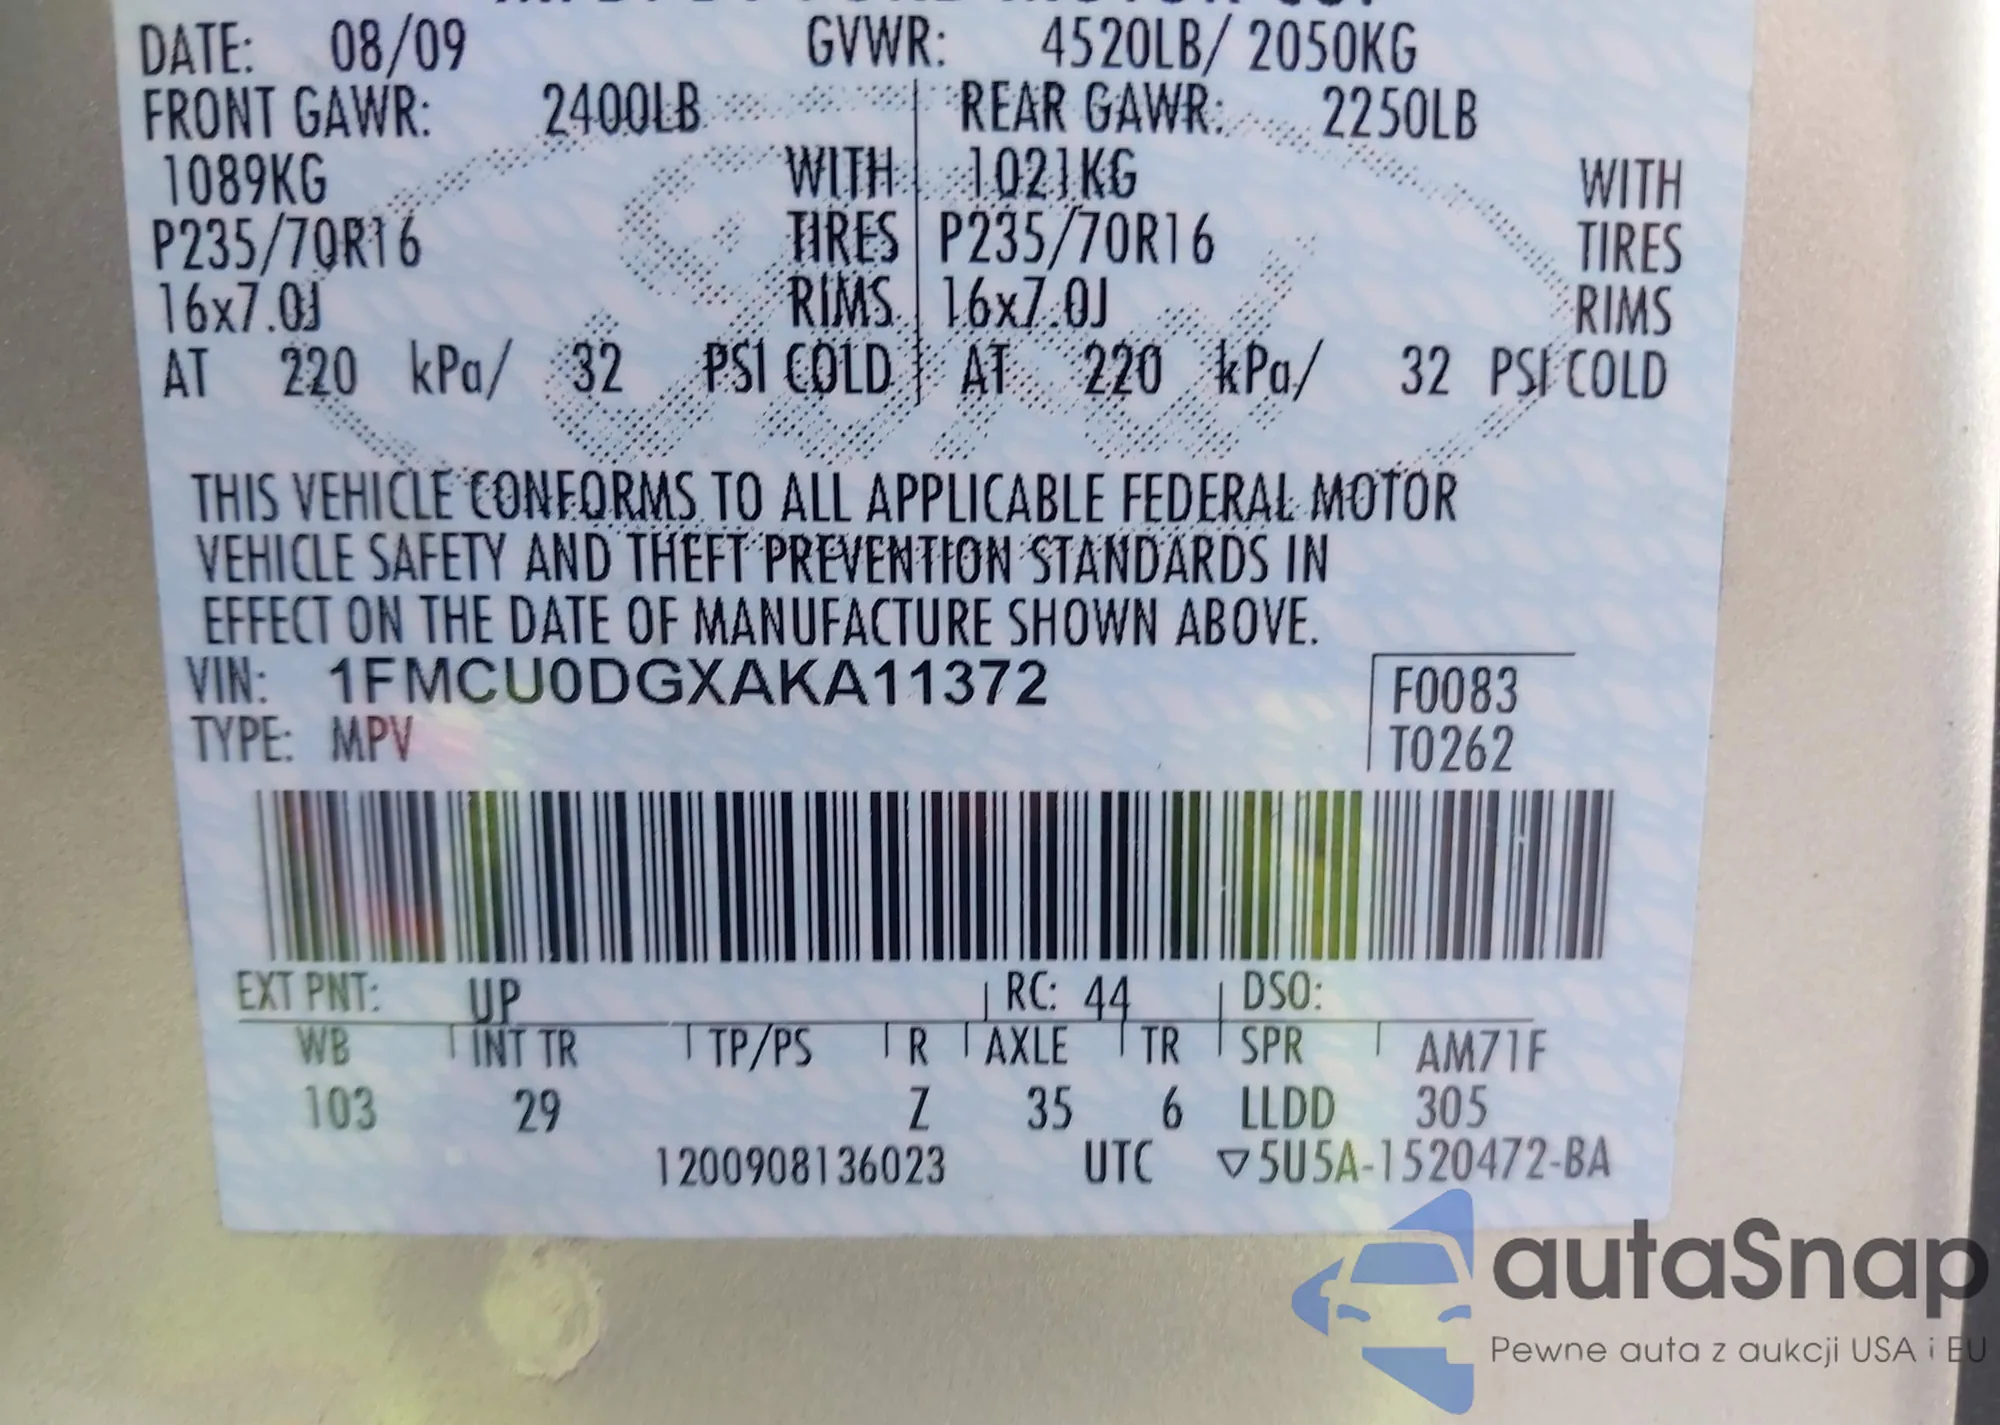 MFD. BY FORD MOTOR CO.
DATE: 08/09 GVWR: 4520LB/ 2050KG
FRONT GAWR: 2400LB REAR GAWR: 2250LB
1089KG WITH 1021KG WITH
P235/70R16 TIRES P235/70R16 TIRES
16x7.0J RIMS 16x7.0J RIMS
AT 220 kPa/ 32 PSI COLD AT 220 kPa/ 32 PSI COLD
THIS VEHICLE CONFORMS TO ALL APPLICABLE FEDERAL MOTOR
VEHICLE SAFETY AND THEFT PREVENTION STANDARDS IN
EFFECT ON THE DATE OF MANUFACTURE SHOWN ABOVE.
VIN: 1FMCU0DGXAKA11372
TYPE: MPV
F0083
T0262
EXT PNT: UP RC: 44 DSO:
WB INT TR TP/PS R AXLE TR SPR AM71F
103 29 Z 35 6 LLDD 305
1200908136023 UTC ▽5U5A-1520472-BA
autaSnap
Pewne auta z aukcji USA i EU